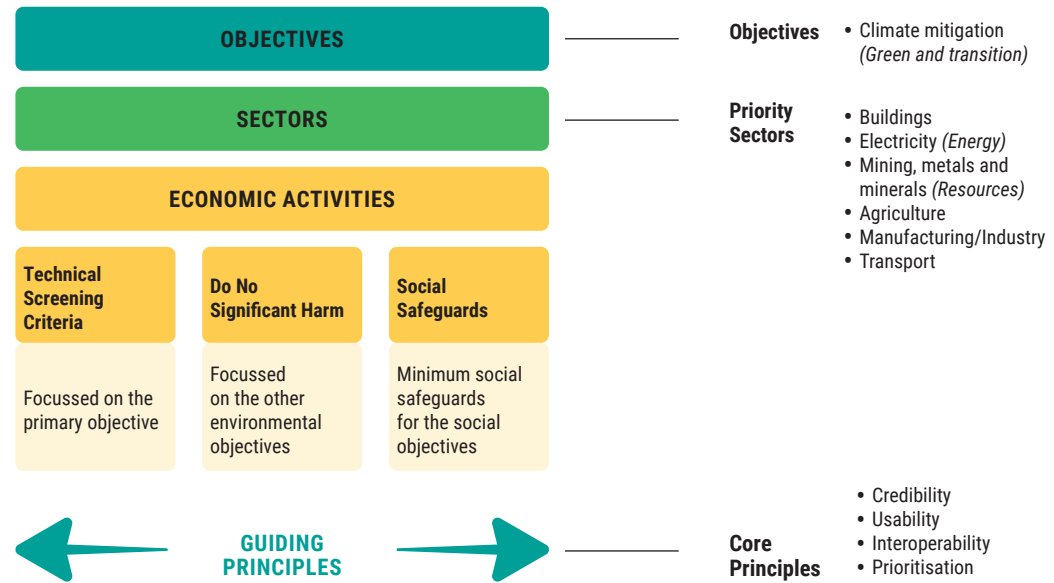 OBJECTIVES
Objectives
• Climate mitigation
(Green and transition)
SECTORS
Priority
Sectors
• Buildings
• Electricity (Energy)
• Mining, metals and
minerals (Resources)
• Agriculture
• Manufacturing/Industry
• Transport
ECONOMIC ACTIVITIES
Technical
Screening
Criteria
Focussed on the
primary objective
Do No
Significant Harm
Focussed
on the other
environmental
objectives
Social
Safeguards
Minimum social
safeguards
for the social
objectives
GUIDING
PRINCIPLES
Core
Principles
• Credibility
• Usability
• Interoperability
• Prioritisation